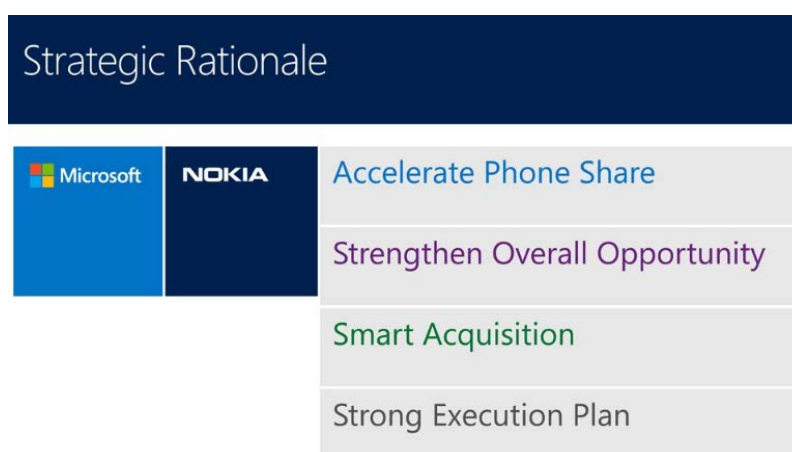 Strategic Rationale
Microsoft
NOKIA
Accelerate Phone Share
Strengthen Overall Opportunity
Smart Acquisition
Strong Execution Plan